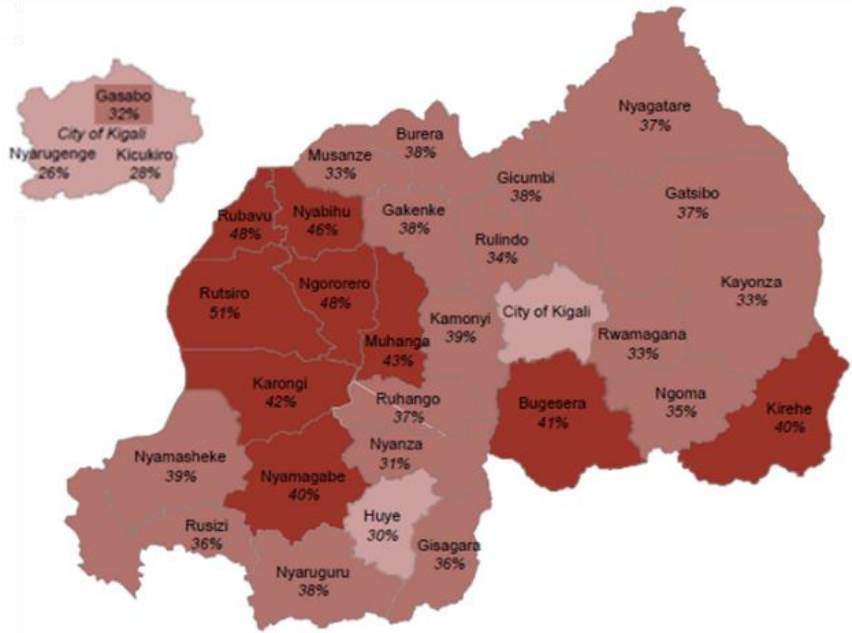 Gasabo
32%
City of Kigali
Nyarugenge
26%
Kicukiro
28%
Nyagatare
37%
Burera
38%
Musanze
33%
Gicumbi
38%
Gatsibo
37%
Gakenke
38%
Rubavu
48%
Nyabihu
46%
Rulindo
34%
Kayonza
33%
Rutsiro
51%
Ngororero
48%
City of Kigali
Kamonyi
39%
Muhanga
43%
Rwamagana
33%
Karongi
42%
Ruhango
37%
Bugesera
41%
Ngoma
35%
Kirehe
40%
Nyamasheke
39%
Nyanza
31%
Nyamagabe
40%
Huye
30%
Rusizi
36%
Gisagara
36%
Nyaruguru
38%